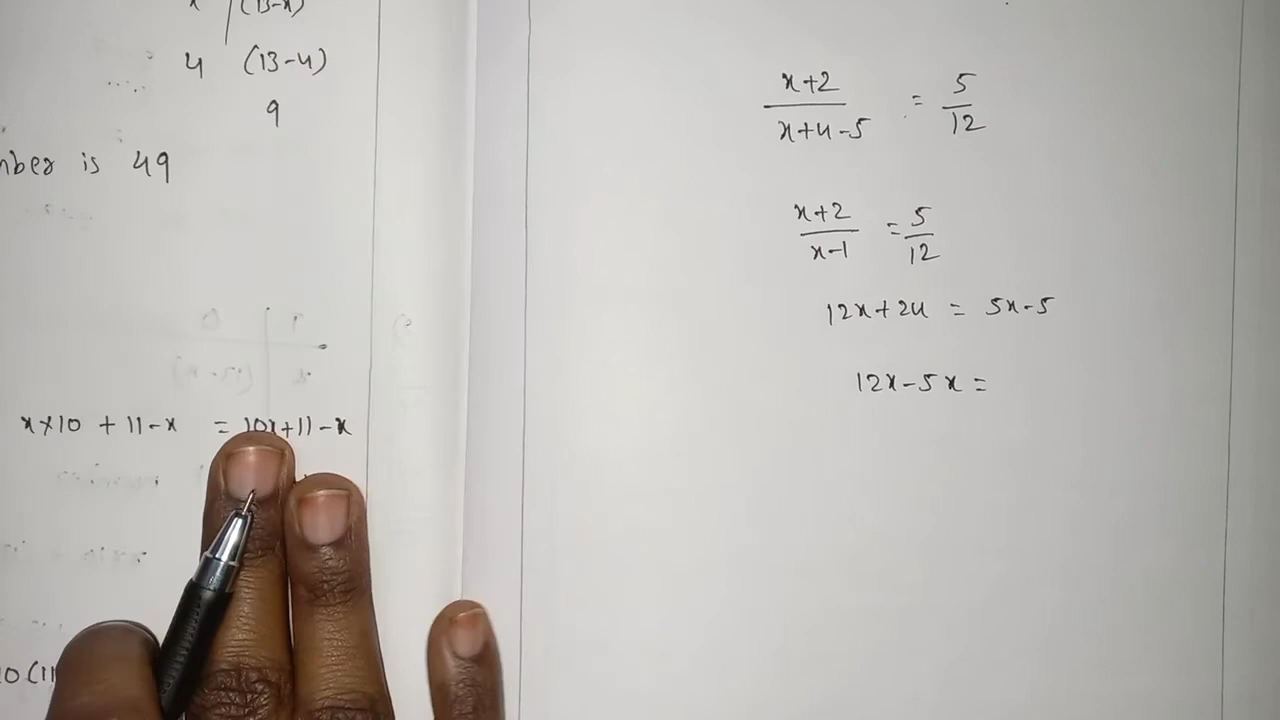 x (13-x)
4 (13-4)
9
is 49
x×10 + 11-x = 10x+11-x
x+2
x+4-5
= 5
12
x+2
x-1
= 5
12
12x+24 = 5x-5
12x-5x =